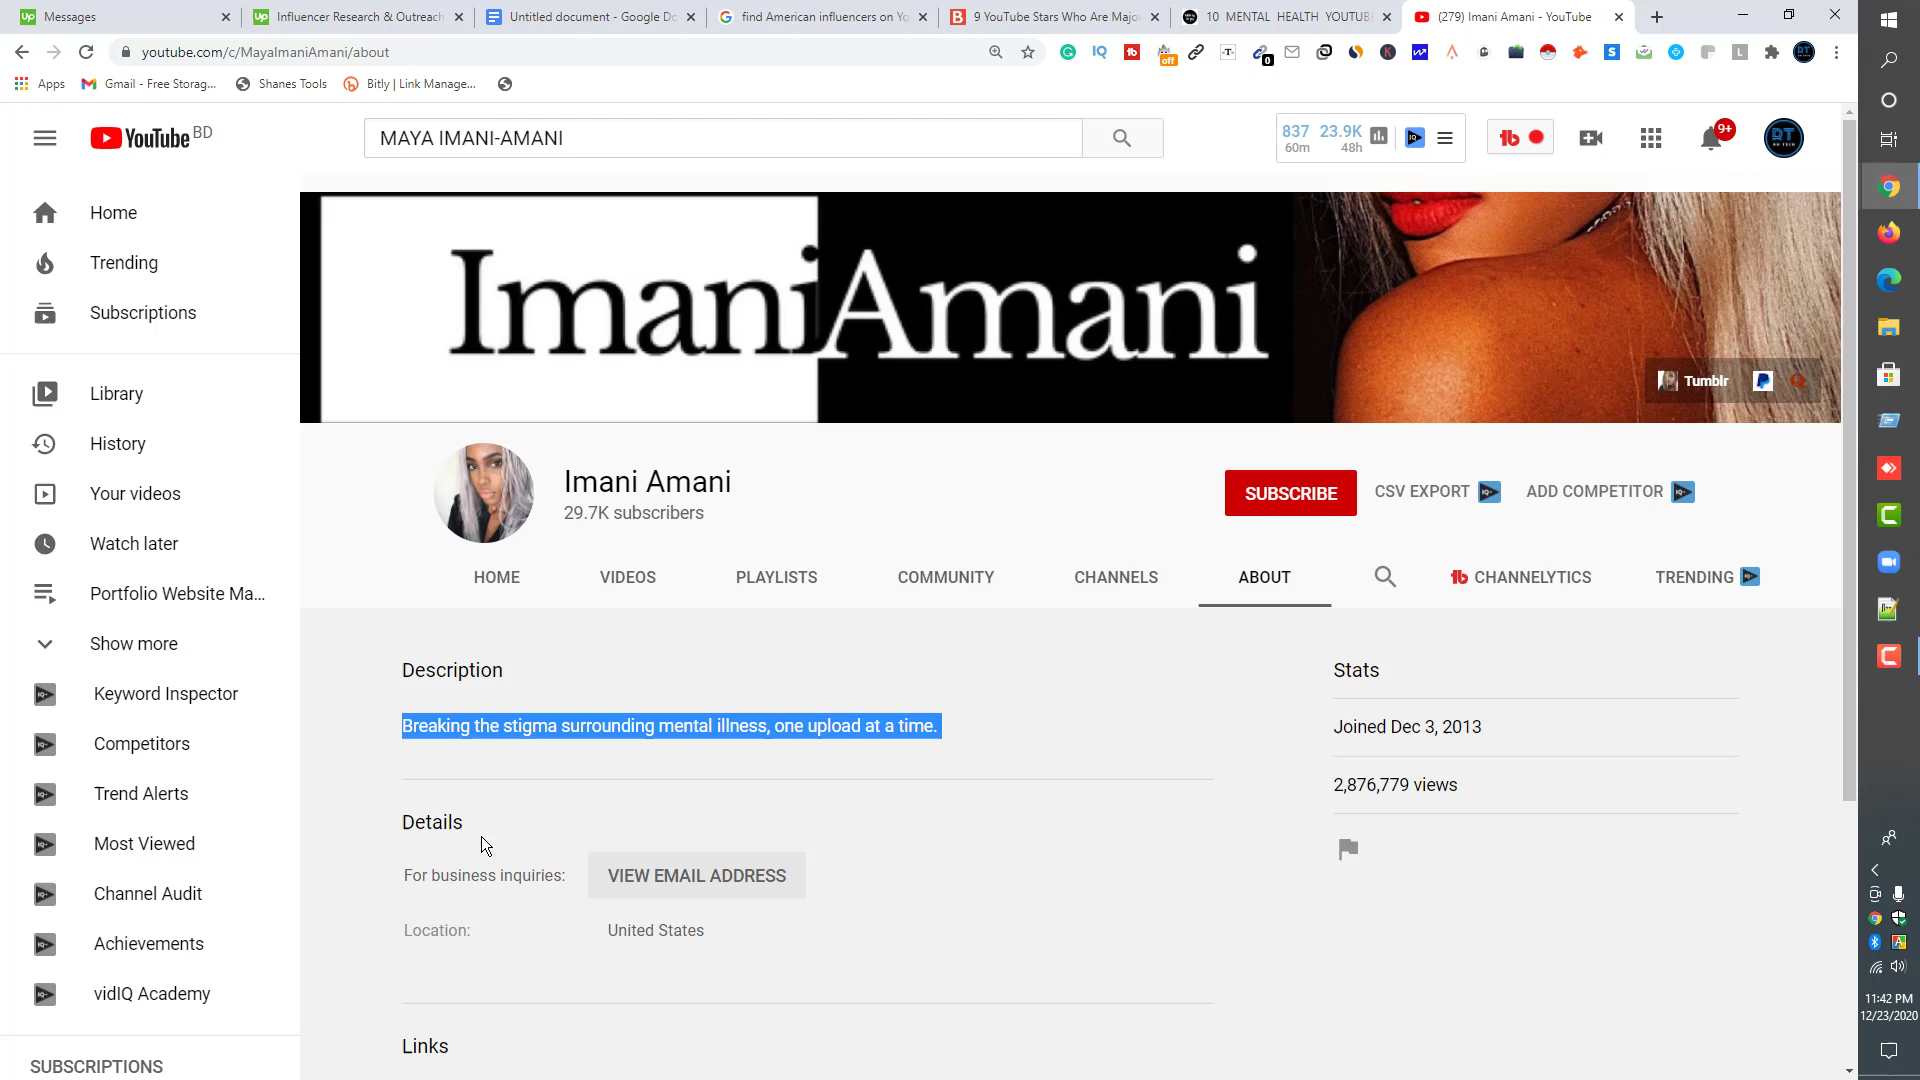 Messages
Influencer Research & Outreach
Untitled document - Google Do
find American influencers on Yo
9 YouTube Stars Who Are Majo
10 MENTAL HEALTH YOUTUBE
(279) Imani Amani - YouTube
youtube.com/c/MayaImaniAmani/about
off
0
Apps
Gmail - Free Storag...
Shanes Tools
Bitly | Link Manage...
YouTube BD
MAYA IMANI-AMANI
837 23.9K
60m 48h
9+
Home
Trending
Subscriptions
Library
History
Your videos
Watch later
Portfolio Website Ma...
Show more
Keyword Inspector
Competitors
Trend Alerts
Most Viewed
Channel Audit
Achievements
vidIQ Academy
SUBSCRIPTIONS
ImaniAmani
Tumblr
Imani Amani
29.7K subscribers
SUBSCRIBE
CSV EXPORT
ADD COMPETITOR
HOME
VIDEOS
PLAYLISTS
COMMUNITY
CHANNELS
ABOUT
CHANNELYTICS
TRENDING
Description
Breaking the stigma surrounding mental illness, one upload at a time.
Details
For business inquiries:
VIEW EMAIL ADDRESS
Location:
United States
Links
Stats
Joined Dec 3, 2013
2,876,779 views
11:42 PM
12/23/2020